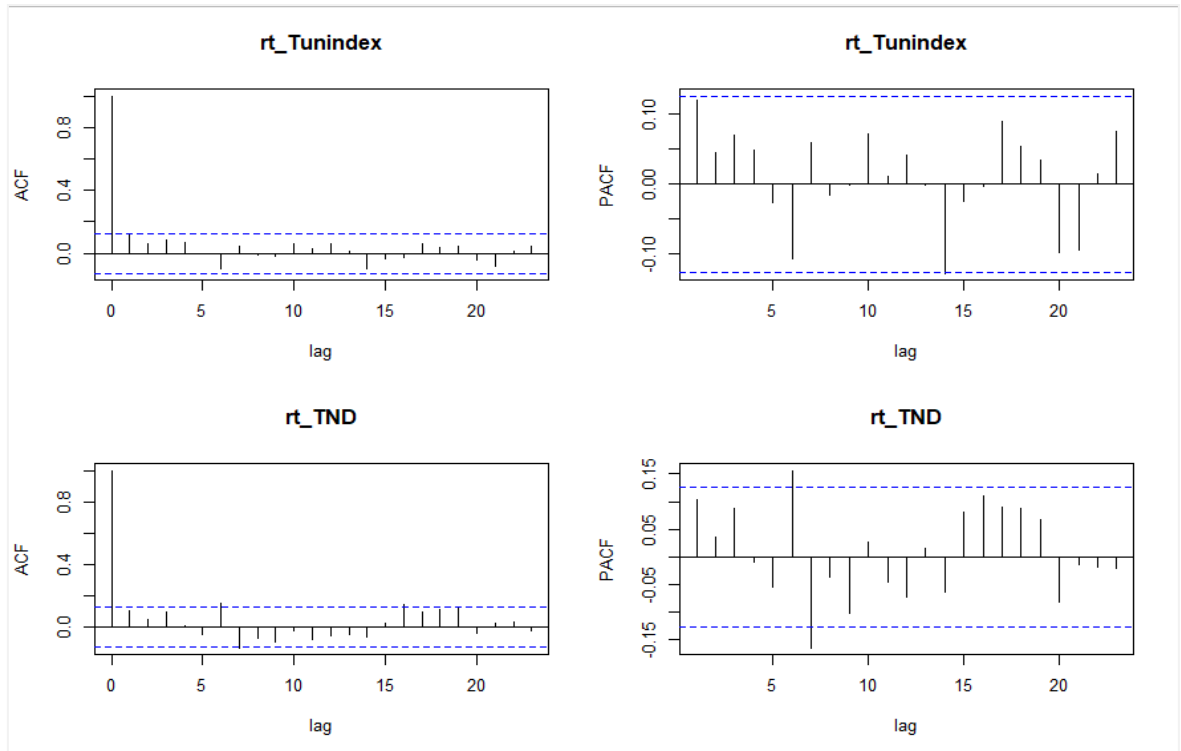 rt_Tunindex
ACF
0.0 0.4 0.8
0 5 10 15 20
lag
rt_Tunindex
PACF
-0.10 0.00 0.10
5 10 15 20
lag
rt_TND
ACF
0.0 0.4 0.8
0 5 10 15 20
lag
rt_TND
PACF
-0.15 -0.05 0.05 0.15
5 10 15 20
lag